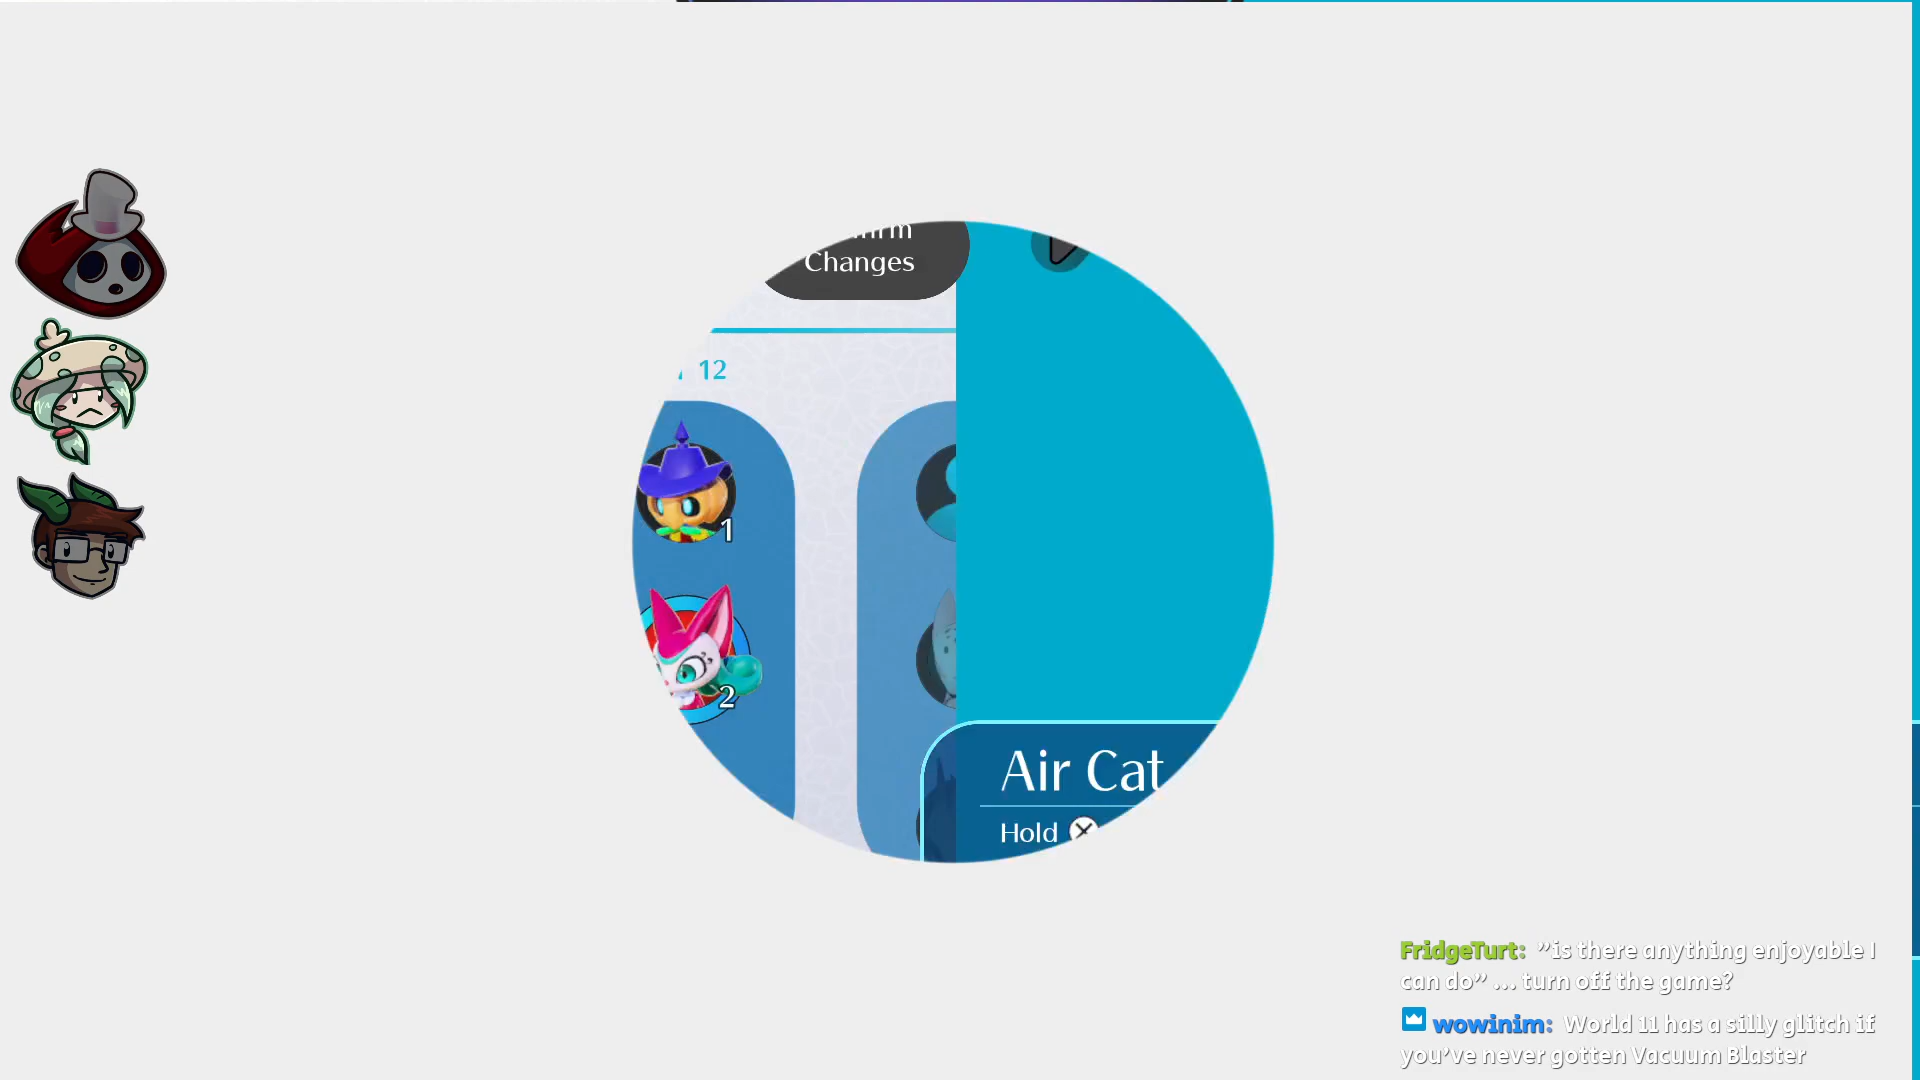 Changes
12
1
2
Air Cat
Hold
FridgeTurt: "is there anything enjoyable I
can do" ... turn off the game?
wowinim: World 11 has a silly glitch if
you've never gotten Vacuum Blaster